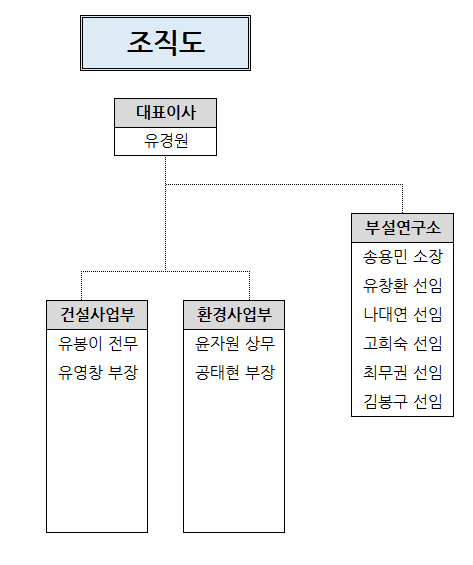 조직도
대표이사
유경원
부설연구소
송용민 소장
유창환 선임
나대연 선임
고희숙 선임
최무권 선임
김봉구 선임
건설사업부
유봉이 전무
유영창 부장
환경사업부
윤자원 상무
공태현 부장